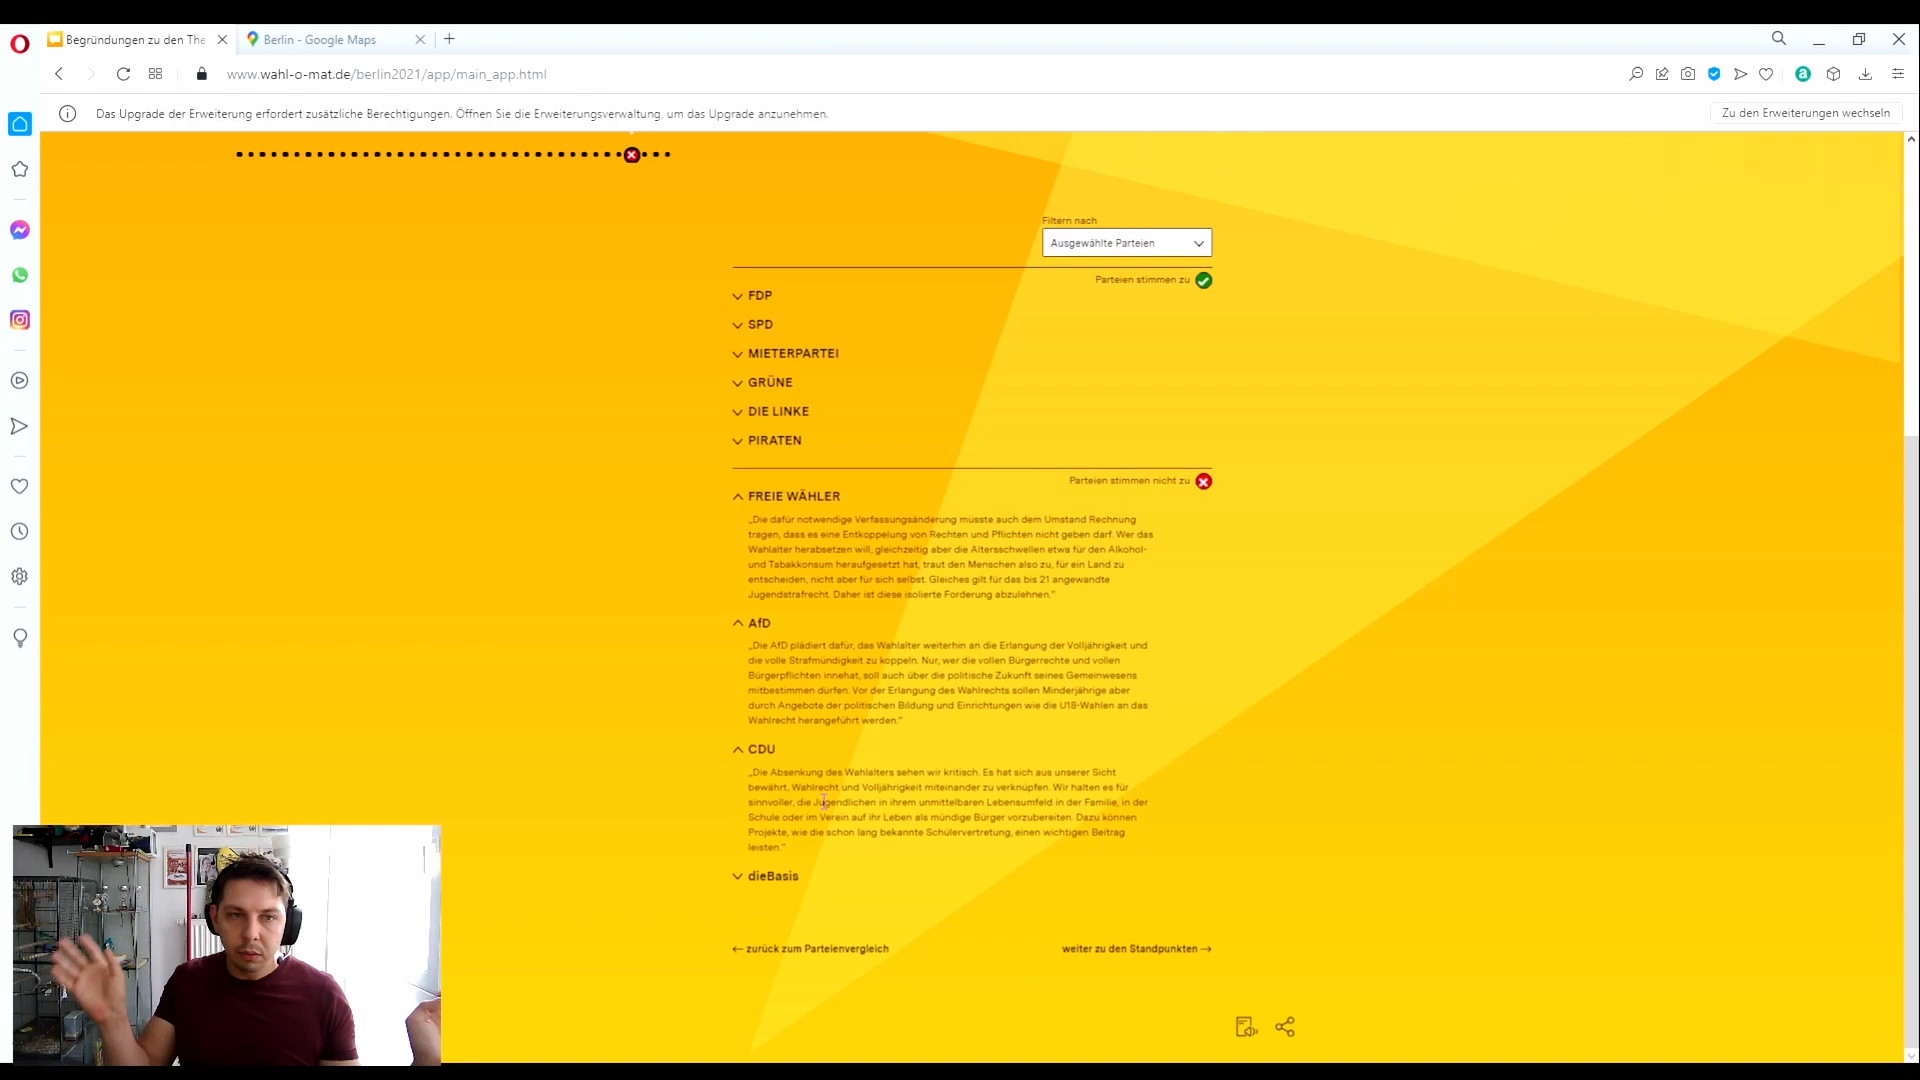 Begründungen zu den The
Berlin - Google Maps
www.wahl-o-mat.de/berlin2021/app/main_app.html
Das Upgrade der Erweiterung erfordert zusätzliche Berechtigungen. Öffnen Sie die Erweiterungsverwaltung, um das Upgrade anzunehmen.
Zu den Erweiterungen wechseln
Filtern nach
Ausgewählte Parteien
Parteien stimmen zu
FDP
SPD
MIETERPARTEI
GRÜNE
DIE LINKE
PIRATEN
Parteien stimmen nicht zu
FREIE WÄHLER
„Die dafür notwendige Verfassungsänderung müsste auch dem Umstand Rechnung
tragen, dass es eine Entkoppelung von Rechten und Pflichten nicht geben darf. Wer das
Wahlalter herabsetzen will, gleichzeitig aber die Altersschwellen etwa für den Alkohol-
und Tabakkonsum heraufgesetzt hat, traut den Menschen also zu, für ein Land zu
entscheiden, nicht aber für sich selbst. Gleiches gilt für das bis 21 angewandte
Jugendstrafrecht. Daher ist diese isolierte Forderung abzulehnen."
AfD
„Die AfD plädiert dafür, das Wahlalter weiterhin an die Erlangung der Volljährigkeit und
die volle Strafmündigkeit zu koppeln. Nur, wer die vollen Bürgerrechte und vollen
Bürgerpflichten innehat, soll auch über die politische Zukunft seines Gemeinwesens
mitbestimmen dürfen. Vor der Erlangung des Wahlrechts sollen Minderjährige aber
durch Angebote der politischen Bildung und Einrichtungen wie die U18-Wahlen an das
Wahlrecht herangeführt werden."
CDU
„Die Absenkung des Wahlalters sehen wir kritisch. Es hat sich aus unserer Sicht
bewährt, Wahlrecht und Volljährigkeit miteinander zu verknüpfen. Wir halten es für
sinnvoller, die Jugendlichen in ihrem unmittelbaren Lebensumfeld in der Familie, in der
Schule oder im Verein auf ihr Leben als mündige Bürger vorzubereiten. Dazu können
Projekte, wie die schon lang bekannte Schülervertretung, einen wichtigen Beitrag
leisten."
dieBasis
← zurück zum Parteienvergleich
weiter zu den Standpunkten →